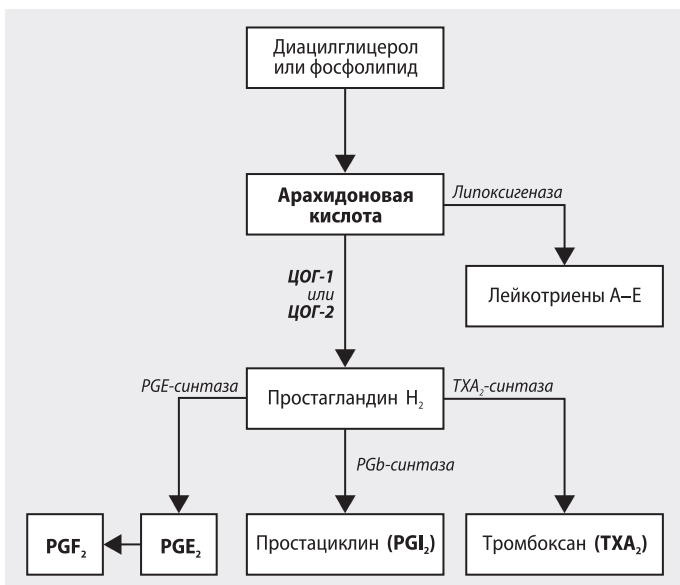 Диацилглицерол
или фосфолипид
Арахидоновая
кислота
Липоксигеназа
ЦОГ-1
или
ЦОГ-2
Лейкотриены А–Е
PGE-синтаза
Простагландин H₂
TXA₂-синтаза
PGb-синтаза
PGF₂
PGE₂
Простациклин (PGI₂)
Тромбоксан (TXA₂)